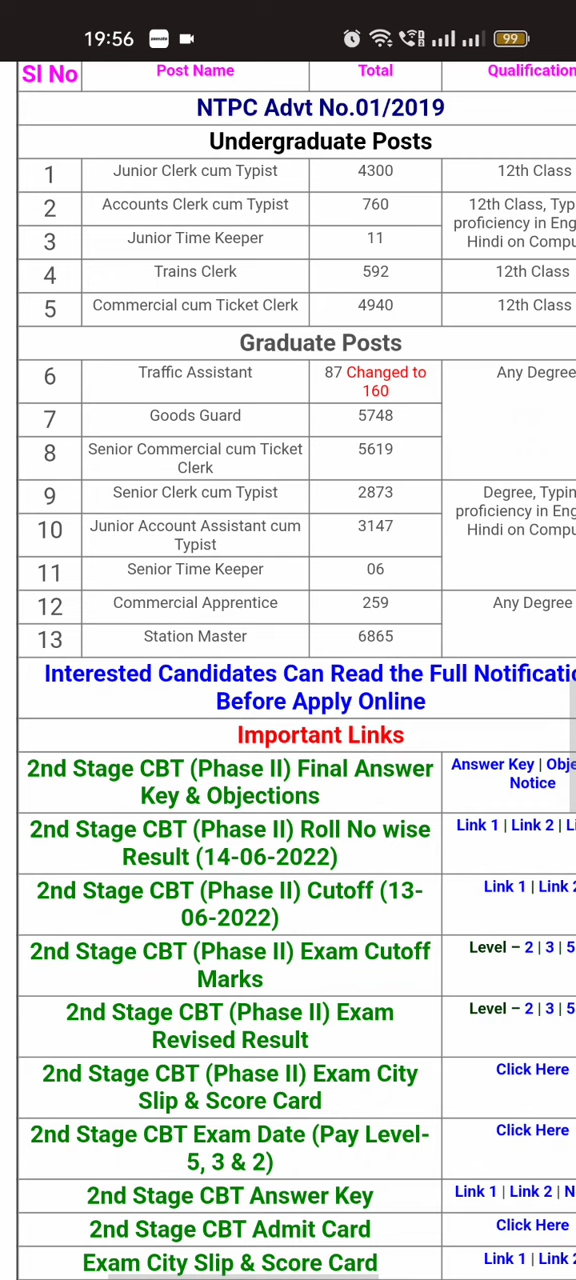 19:56
99
Sl No Post Name Total Qualification
NTPC Advt No.01/2019
Undergraduate Posts
1 Junior Clerk cum Typist 4300 12th Class
2 Accounts Clerk cum Typist 760 12th Class, Typ
proficiency in Eng
Hindi on Compu
3 Junior Time Keeper 11
4 Trains Clerk 592 12th Class
5 Commercial cum Ticket Clerk 4940 12th Class
Graduate Posts
6 Traffic Assistant 87 Changed to
160 Any Degree
7 Goods Guard 5748
8 Senior Commercial cum Ticket
Clerk 5619
9 Senior Clerk cum Typist 2873 Degree, Typin
proficiency in Eng
Hindi on Compu
10 Junior Account Assistant cum
Typist 3147
11 Senior Time Keeper 06
12 Commercial Apprentice 259 Any Degree
13 Station Master 6865
Interested Candidates Can Read the Full Notificatio
Before Apply Online
Important Links
2nd Stage CBT (Phase II) Final Answer
Key & Objections Answer Key | Obje
Notice
2nd Stage CBT (Phase II) Roll No wise
Result (14-06-2022) Link 1 | Link 2 | Li
2nd Stage CBT (Phase II) Cutoff (13-
06-2022) Link 1 | Link 2
2nd Stage CBT (Phase II) Exam Cutoff
Marks Level – 2 | 3 | 5
2nd Stage CBT (Phase II) Exam
Revised Result Level – 2 | 3 | 5
2nd Stage CBT (Phase II) Exam City
Slip & Score Card Click Here
2nd Stage CBT Exam Date (Pay Level-
5, 3 & 2) Click Here
2nd Stage CBT Answer Key Link 1 | Link 2 | N
2nd Stage CBT Admit Card Click Here
Exam City Slip & Score Card Link 1 | Link 2